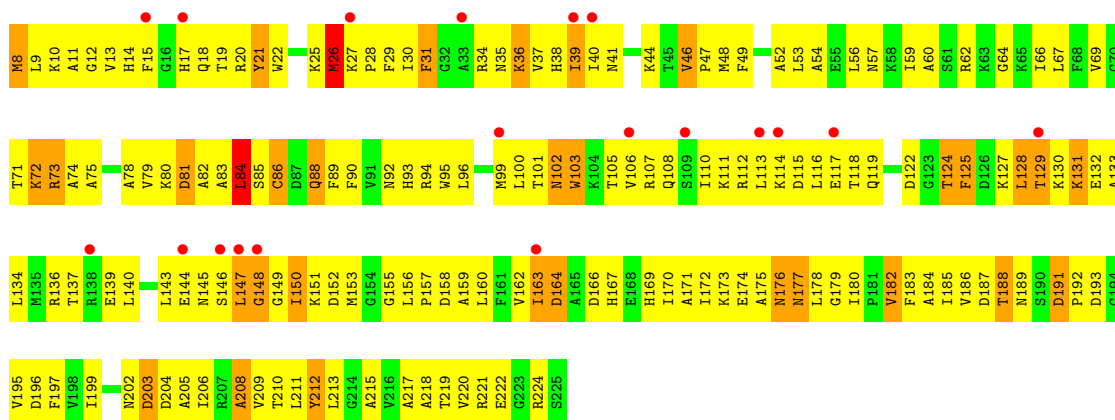 M8 L9 K10 A11 G12 V13 H14 F15 G16 H17 Q18 T19 R20 Y21 W22 K25 M26 K27 P28 F29 I30 F31 G32 A33 R34 N35 K36 V37 H38 I39 I40 N41 K44 T45 V46 P47 M48 F49 A52 L53 A54 E55 L56 N57 K58 I59 A60 S61 R62 K63 G64 K65 I66 L67 F68 V69 G70
T71 K72 R73 A74 A75 A78 V79 K80 D81 A82 A83 L84 S85 C86 D87 Q88 F89 F90 V91 N92 H93 R94 W95 L96 M99 L100 T101 N102 W103 K104 T105 V106 R107 Q108 S109 I110 K111 R112 L113 K114 D115 L116 E117 T118 Q119 D122 G123 T124 F125 D126 K127 L128 T129 K130 K131 E132 A133
L134 M135 R136 T137 R138 E139 L140 L143 E144 N145 S146 L147 G148 G149 I150 K151 D152 M153 G154 G155 L156 P157 D158 A159 L160 F161 V162 I163 D164 A165 D166 H167 E168 H169 I170 A171 I172 K173 E174 A175 N176 N177 L178 G179 I180 P181 V182 F183 A184 I185 V186 D187 T188 N189 S190 D191 P192 D193 G194
V195 D196 F197 V198 I199 N202 D203 D204 A205 I206 R207 A208 V209 T210 L211 Y212 L213 G214 A215 V216 A217 A218 T219 V220 R221 E222 G223 R224 S225